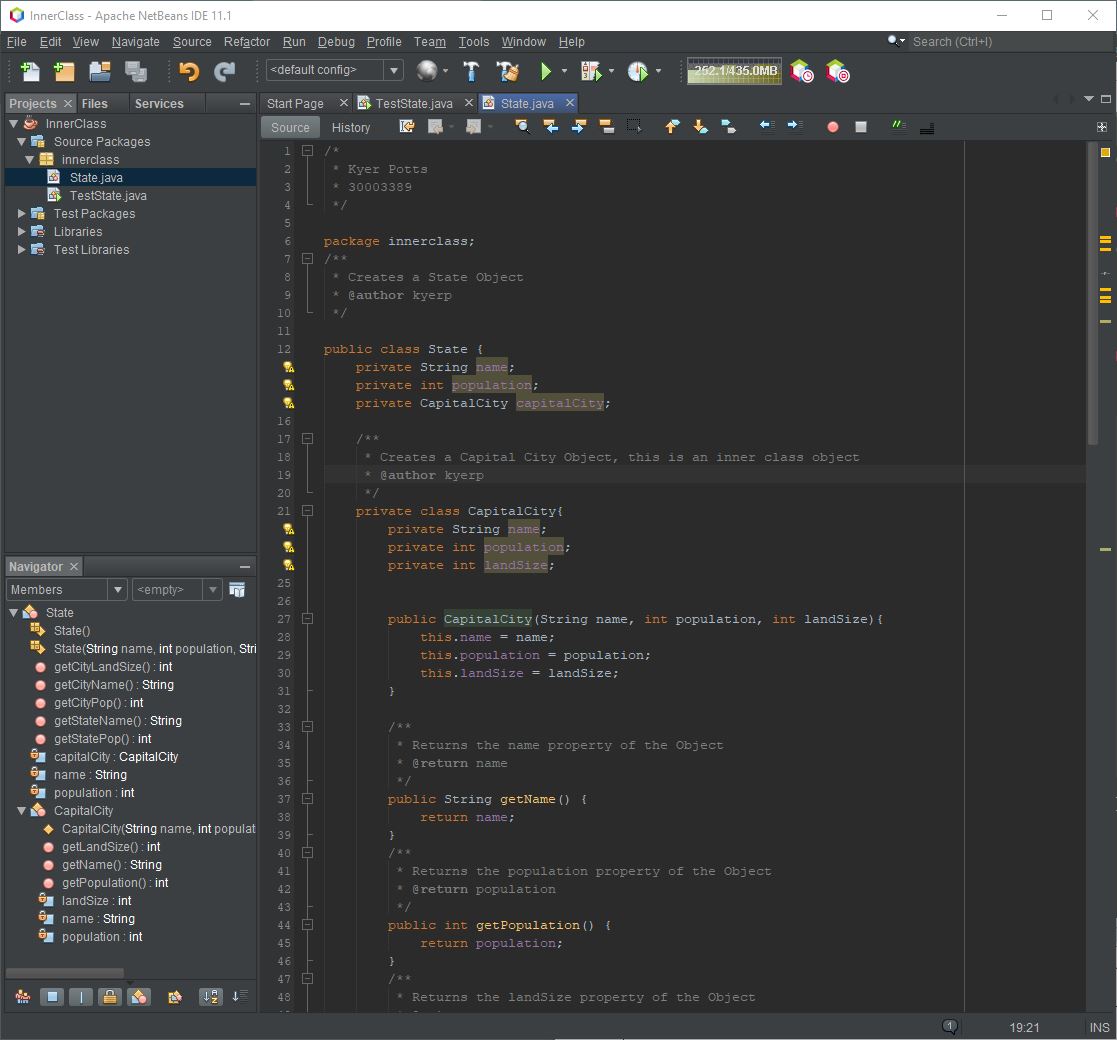 InnerClass - Apache NetBeans IDE 11.1
File Edit View Navigate Source Refactor Run Debug Profile Team Tools Window Help
Search (Ctrl+I)
<default config>
252.1/435.0MB
Projects Files Services
InnerClass
Source Packages
innerclass
State.java
TestState.java
Test Packages
Libraries
Test Libraries
Navigator
Members <empty>
State
State()
State(String name, int population, Stri
getCityLandSize() : int
getCityName() : String
getCityPop() : int
getStateName() : String
getStatePop() : int
capitalCity : CapitalCity
name : String
population : int
CapitalCity
CapitalCity(String name, int populat
getLandSize() : int
getName() : String
getPopulation() : int
landSize : int
name : String
population : int
Start Page TestState.java State.java
Source History
1 /*
2 * Kyer Potts
3 * 30003389
4 */
5
6 package innerclass;
7 /**
8 * Creates a State Object
9 * @author kyerp
10 */
11
12 public class State {
private String name;
private int population;
private CapitalCity capitalCity;
16
17 /**
18 * Creates a Capital City Object, this is an inner class object
19 * @author kyerp
20 */
21 private class CapitalCity{
private String name;
private int population;
private int landSize;
25
26
27 public CapitalCity(String name, int population, int landSize){
28 this.name = name;
29 this.population = population;
30 this.landSize = landSize;
31 }
32
33 /**
34 * Returns the name property of the Object
35 * @return name
36 */
37 public String getName() {
38 return name;
39 }
40 /**
41 * Returns the population property of the Object
42 * @return population
43 */
44 public int getPopulation() {
45 return population;
46 }
47 /**
48 * Returns the landSize property of the Object
1 19:21 INS